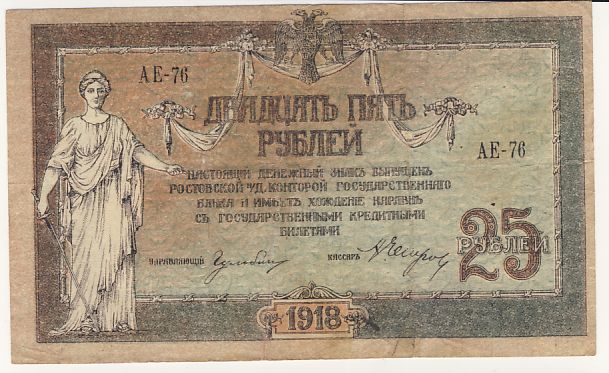 АЕ-76
ДВАДЦАТЬ ПЯТЬ
РУБЛЕЙ
АЕ-76
НАСТОЯЩІЙ ДЕНЕЖНЫЙ ЗНАКЪ ВЫПУЩЕНЪ
РОСТОВСКОЙ Н/Д. КОНТОРОЙ ГОСУДАРСТВЕННАГО
БАНКА И ИМѢЕТЪ ХОЖДЕНІЕ НАРАВНѢ
СЪ ГОСУДАРСТВЕННЫМИ КРЕДИТНЫМИ
БИЛЕТАМИ
25
РУБЛЕЙ
УПРАВЛЯЮЩІЙ
КАССИРЪ
1918